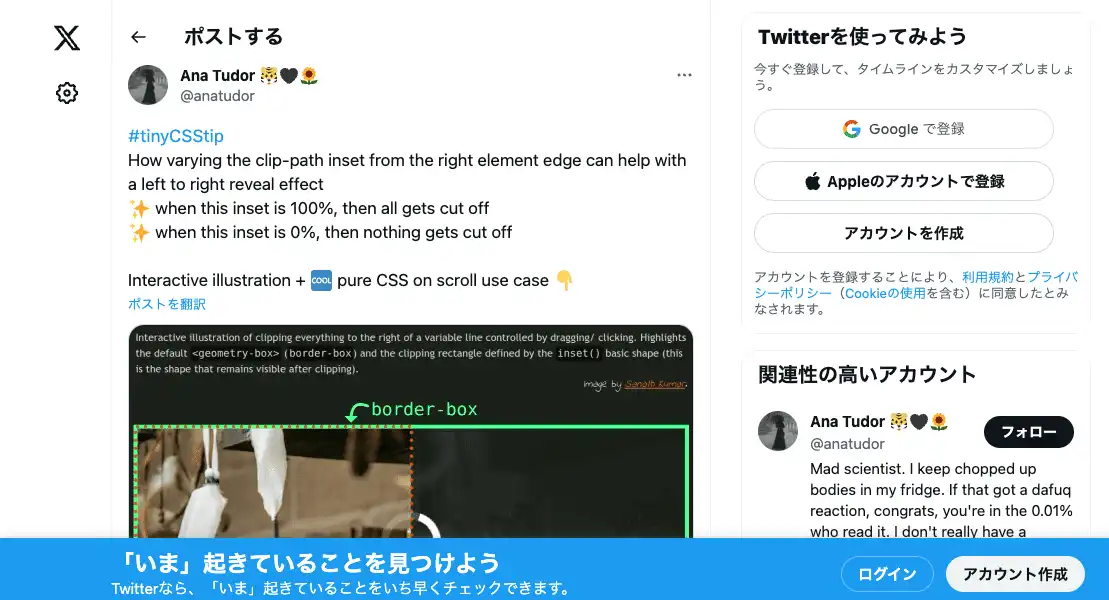 ポストする
Ana Tudor 🐯🖤🌻
@anatudor
#tinyCSStip
How varying the clip-path inset from the right element edge can help with
a left to right reveal effect
✨ when this inset is 100%, then all gets cut off
✨ when this inset is 0%, then nothing gets cut off
Interactive illustration + 🆒 pure CSS on scroll use case 👇
ポストを翻訳
Interactive illustration of clipping everything to the right of a variable line controlled by dragging/ clicking. Highlights
the default <geometry-box> (border-box) and the clipping rectangle defined by the inset() basic shape (this
is the shape that remains visible after clipping).
image by Sanath Kumar.
border-box
Twitterを使ってみよう
今すぐ登録して、タイムラインをカスタマイズしましょ
う。
Google で登録
Appleのアカウントで登録
アカウントを作成
アカウントを登録することにより、利用規約とプライバ
シーポリシー（Cookieの使用を含む）に同意したとみ
なされます。
関連性の高いアカウント
Ana Tudor 🐯🖤🌻
@anatudor
フォロー
Mad scientist. I keep chopped up
bodies in my fridge. If that got a dafuq
reaction, congrats, you're in the 0.01%
who read it. I don't really have a
「いま」起きていることを見つけよう
Twitterなら、「いま」起きていることをいち早くチェックできます。
ログイン
アカウント作成